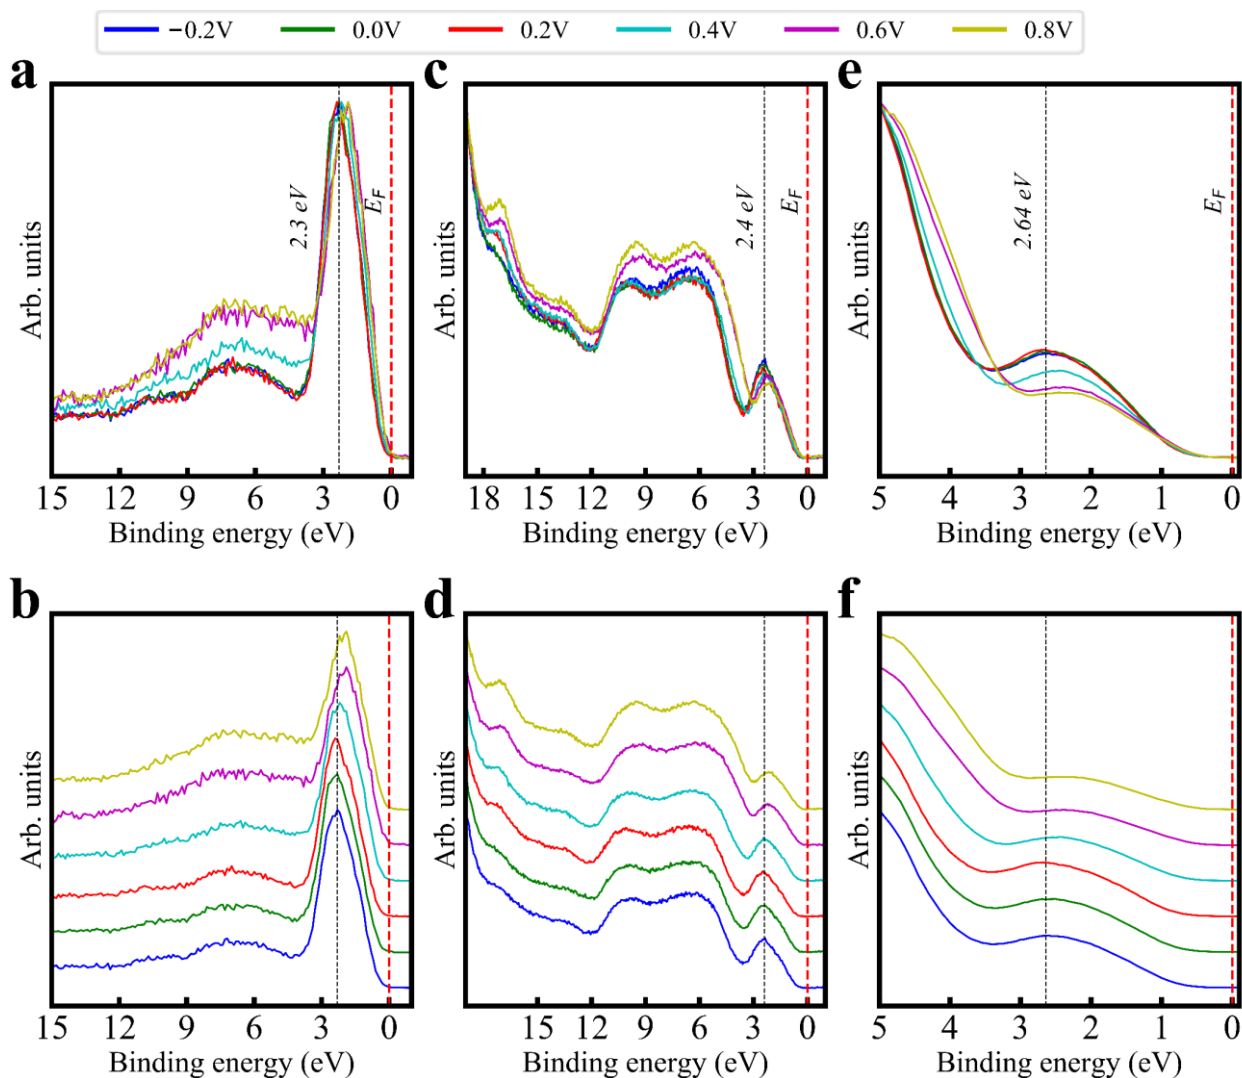 −0.2V 0.0V 0.2V 0.4V 0.6V 0.8V
a
2.3 eV
E_F
Arb. units
15 12 9 6 3 0
Binding energy (eV)
c
2.4 eV
E_F
Arb. units
18 15 12 9 6 3 0
Binding energy (eV)
e
2.64 eV
E_F
Arb. units
5 4 3 2 1 0
Binding energy (eV)
b
Arb. units
15 12 9 6 3 0
Binding energy (eV)
d
Arb. units
18 15 12 9 6 3 0
Binding energy (eV)
f
Arb. units
5 4 3 2 1 0
Binding energy (eV)